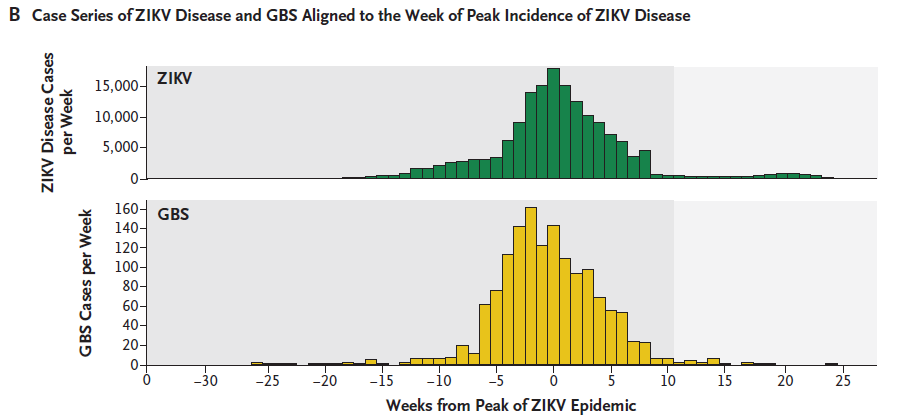 B Case Series of ZIKV Disease and GBS Aligned to the Week of Peak Incidence of ZIKV Disease
ZIKV Disease Cases
per Week
ZIKV
15,000
10,000
5,000
0
GBS Cases per Week
GBS
160
140
120
100
80
60
40
20
0
0 –30 –25 –20 –15 –10 –5 0 5 10 15 20 25
Weeks from Peak of ZIKV Epidemic